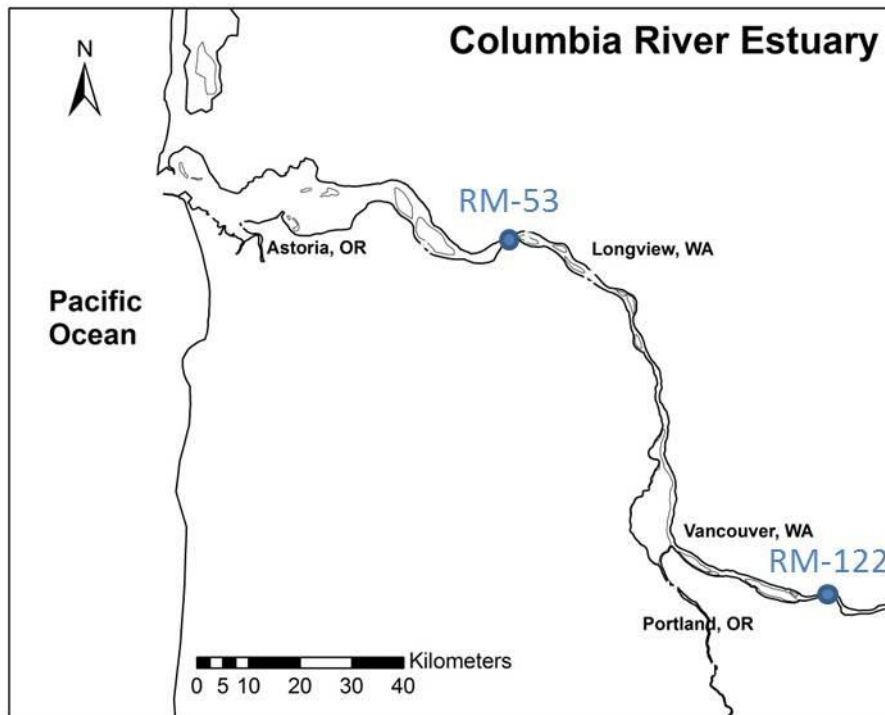 Columbia River Estuary
N
RM-53
Astoria, OR
Longview, WA
Pacific
Ocean
Vancouver, WA
RM-122
Portland, OR
Kilometers
0 5 10 20 30 40